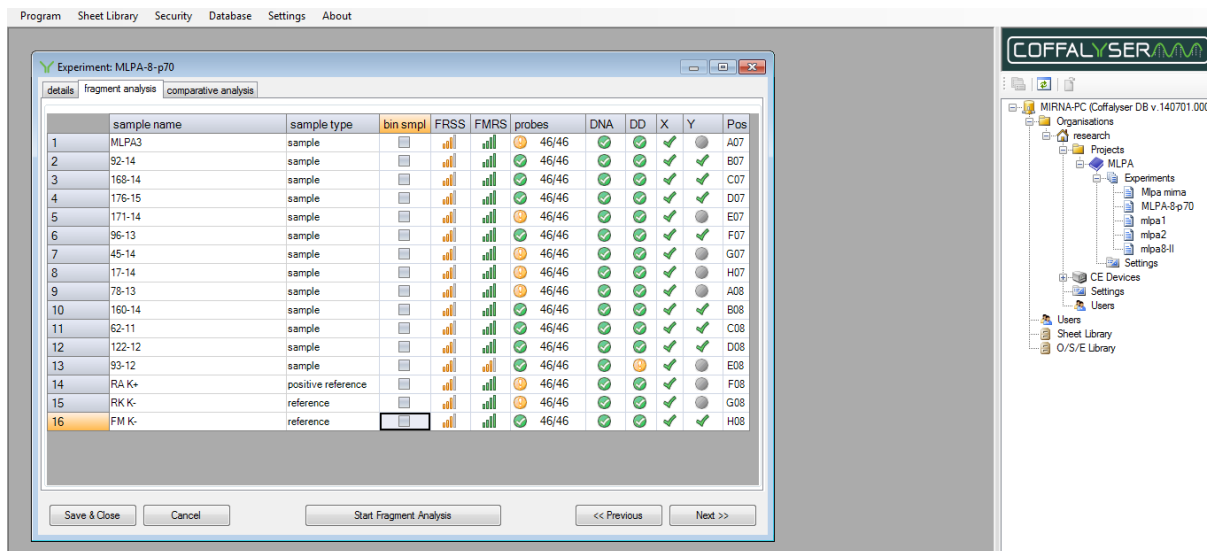 Program Sheet Library Security Database Settings About
COFFALYSER
Experiment: MLPA-8-p70
details fragment analysis comparative analysis
sample name sample type bin smpl FRSS FMRS probes DNA DD X Y Pos
1 MLPA3 sample 46/46 A07
2 92-14 sample 46/46 B07
3 168-14 sample 46/46 C07
4 176-15 sample 46/46 D07
5 171-14 sample 46/46 E07
6 96-13 sample 46/46 F07
7 45-14 sample 46/46 G07
8 17-14 sample 46/46 H07
9 78-13 sample 46/46 A08
10 160-14 sample 46/46 B08
11 62-11 sample 46/46 C08
12 122-12 sample 46/46 D08
13 93-12 sample 46/46 E08
14 RA K+ positive reference 46/46 F08
15 RK K- reference 46/46 G08
16 FM K- reference 46/46 H08
Save & Close Cancel Start Fragment Analysis << Previous Next >>
MIRNA-PC (Coffalyser DB v.140701.000
Organisations
research
Projects
MLPA
Experiments
Mlpa mima
MLPA-8-p70
mlpa1
mlpa2
mlpa8-II
Settings
CE Devices
Settings
Users
Users
Sheet Library
O/S/E Library